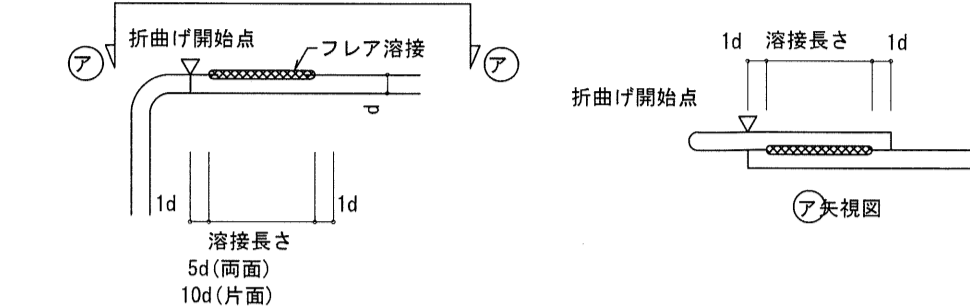 折曲げ開始点
フレア溶接
ア
ア
d
1d
1d
溶接長さ
5d(両面)
10d(片面)
1d 溶接長さ 1d
折曲げ開始点
ア矢視図